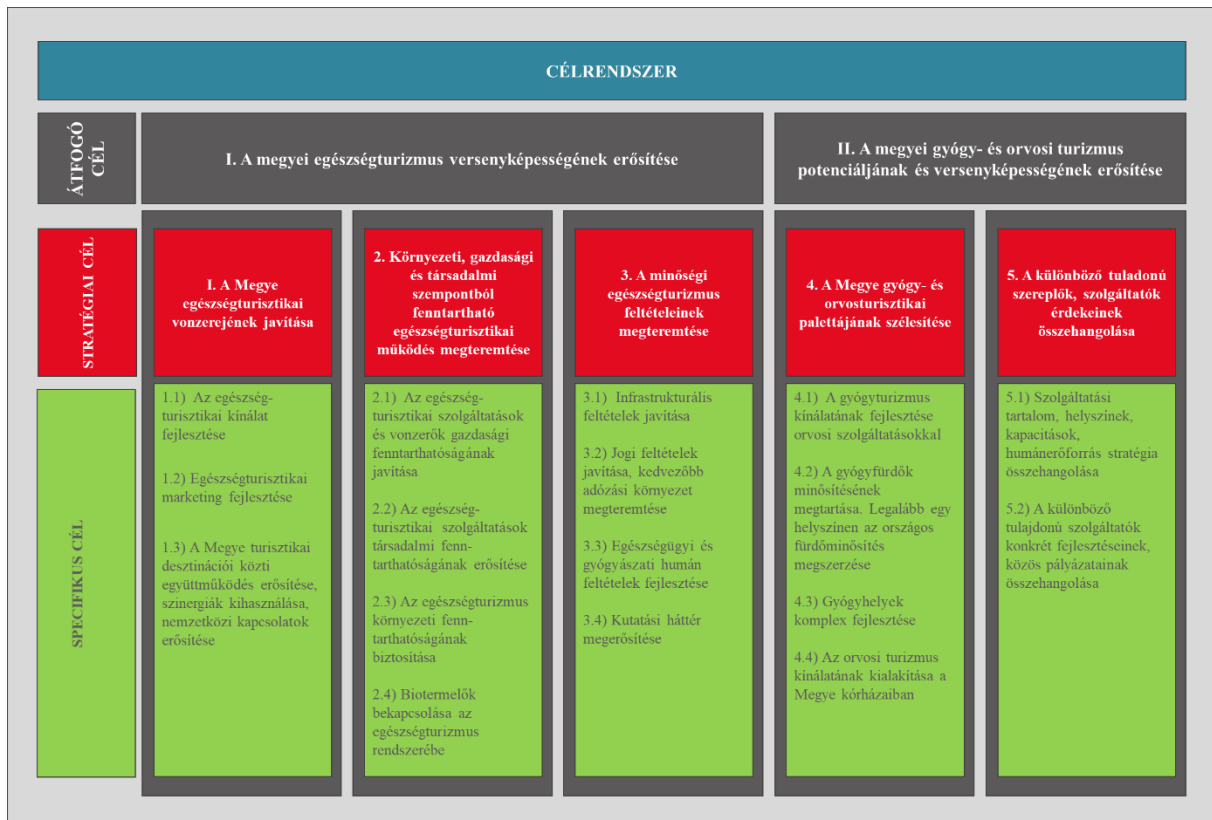 CÉLRENDSZER
ÁTFOGÓ
CÉL
I. A megyei egészségturizmus versenyképességének erősítése
II. A megyei gyógy- és orvosi turizmus
potenciáljának és versenyképességének erősítése
STRATÉGIAI CÉL
I. A Megye
egészségturisztikai
vonzerejének javítása
2. Környezeti, gazdasági
és társadalmi
szempontból
fenntartható
egészségturisztikai
működés megteremtése
3. A minőségi
egészségturizmus
feltételeinek
megteremtése
4. A Megye gyógy- és
orvosturisztikai
palettájának szélesítése
5. A különböző tuladonú
szereplők, szolgáltatók
érdekeinek
összehangolása
SPECIFIKUS CÉL
1.1) Az egészség-
turisztikai kínálat
fejlesztése
1.2) Egészségturisztikai
marketing fejlesztése
1.3) A Megye turisztikai
desztinációi közti
együttműködés erősítése,
szinergiák kihasználása,
nemzetközi kapcsolatok
erősítése
2.1) Az egészség-
turisztikai szolgáltatások
és vonzerők gazdasági
fenntarthatóságának
javítása
2.2) Az egészség-
turisztikai szolgáltatások
társadalmi fenn-
tarthatóságának erősítése
2.3) Az egészségturizmus
környezeti fenn-
tarthatóságának
biztosítása
2.4) Biotermelők
bekapcsolása az
egészségturizmus
rendszerébe
3.1) Infrastrukturális
feltételek javítása
3.2) Jogi feltételek
javítása, kedvezőbb
adózási környezet
megteremtése
3.3) Egészségügyi és
gyógyászati humán
feltételek fejlesztése
3.4) Kutatási háttér
megerősítése
4.1) A gyógyturizmus
kínálatának fejlesztése
orvosi szolgáltatásokkal
4.2) A gyógyfürdők
minősítésének
megtartása. Legalább egy
helyszínen az országos
fürdőminősítés
megszerzése
4.3) Gyógyhelyek
komplex fejlesztése
4.4) Az orvosi turizmus
kínálatának kialakítása a
Megye kórházaiban
5.1) Szolgáltatási
tartalom, helyszínek,
kapacitások,
humánerőforrás stratégia
összehangolása
5.2) A különböző
tulajdonú szolgáltatók
konkrét fejlesztéseinek,
közös pályázatainak
összehangolása